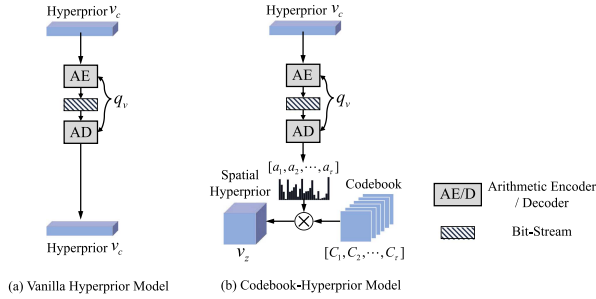 Hyperprior v_c
AE
q_v
AD
Hyperprior v_c
(a) Vanilla Hyperprior Model
Hyperprior v_c
AE
q_v
AD
[a_1, a_2, ⋯, a_τ]
Spatial
Hyperprior
Codebook
v_z
[C_1, C_2, ⋯, C_τ]
(b) Codebook-Hyperprior Model
AE/D
Arithmetic Encoder
/ Decoder
Bit-Stream